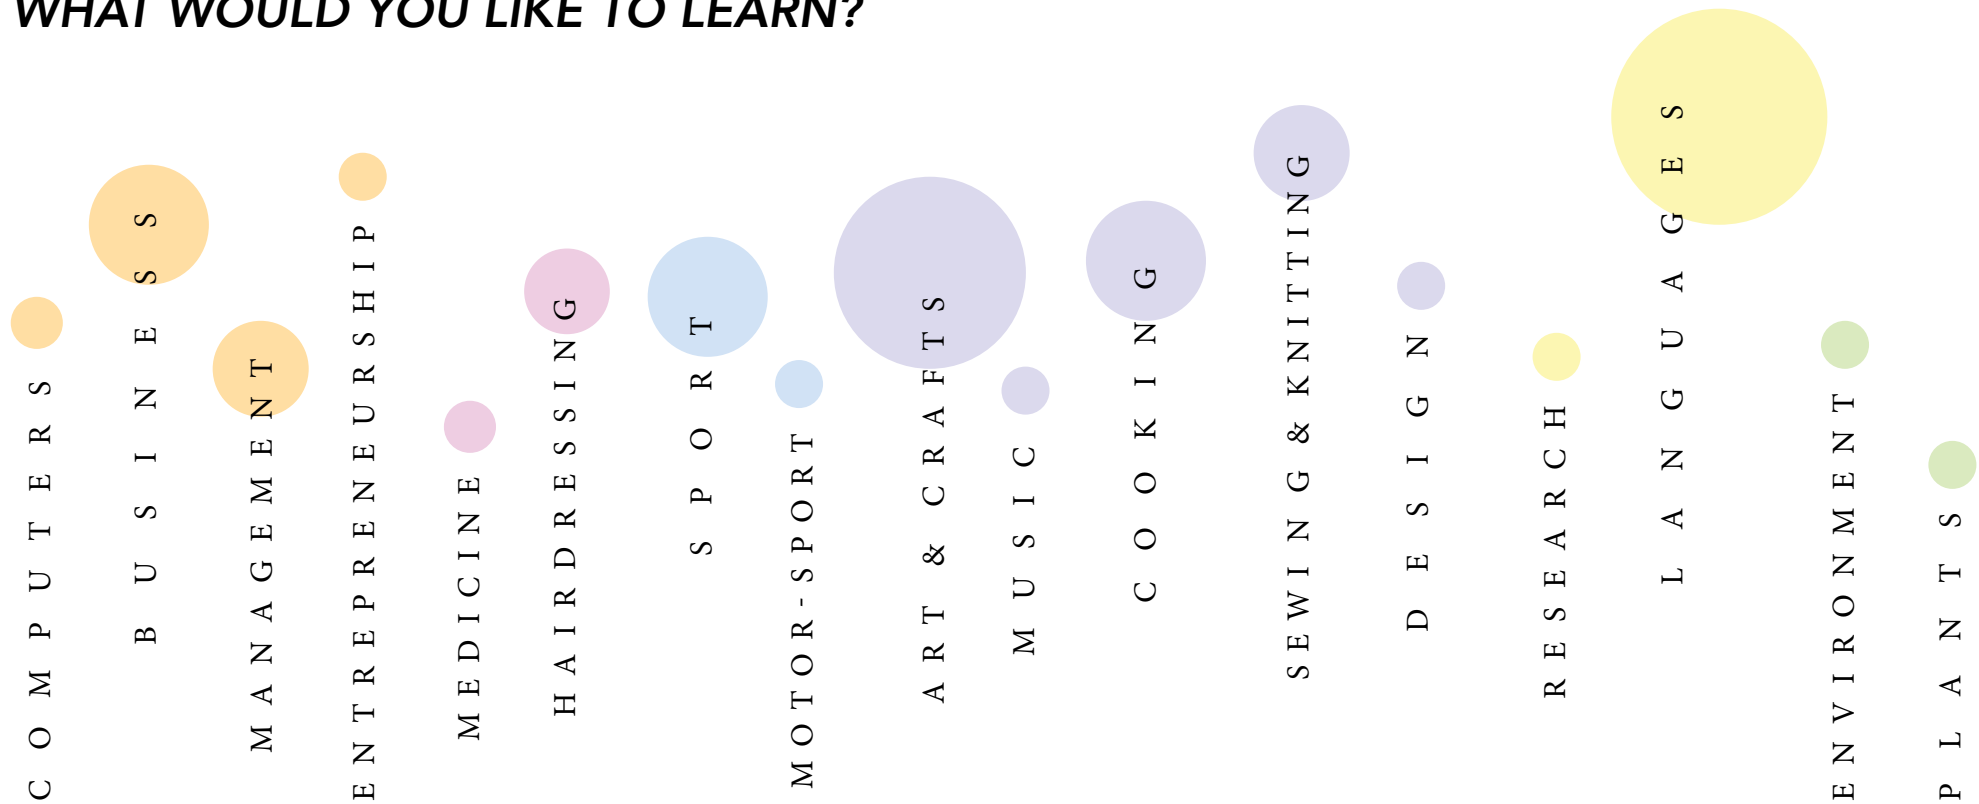 WHAT WOULD YOU LIKE TO LEARN?
COMPUTERS
BUSINESS
MANAGEMENT
ENTREPRENEURSHIP
MEDICINE
HAIRDRESSING
SPORT
MOTOR-SPORT
ART & CRAFTS
MUSIC
COOKING
SEWING & KNITTING
DESIGN
RESEARCH
LANGUAGES
ENVIRONMENT
PLANTS